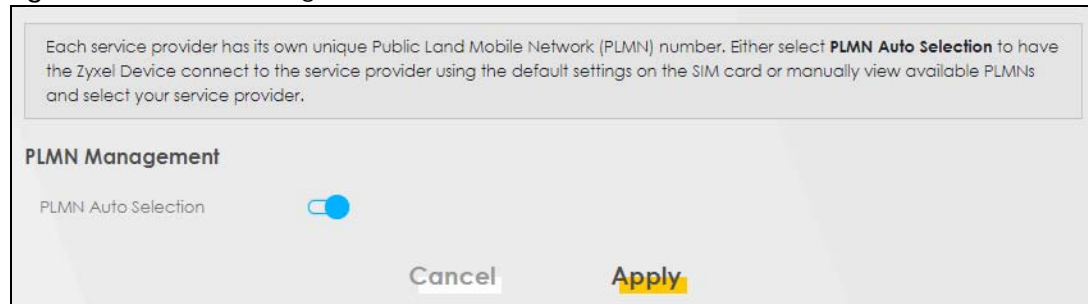 Each service provider has its own unique Public Land Mobile Network (PLMN) number. Either select PLMN Auto Selection to have
the Zyxel Device connect to the service provider using the default settings on the SIM card or manually view available PLMNs
and select your service provider.
PLMN Management
PLMN Auto Selection
Cancel Apply